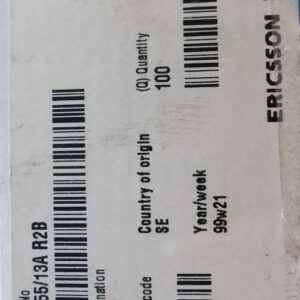 No
55/13A R2B
nation
code
Country of origin
SE
Year/week
99w21
(Q) Quantity
100
ERICSSON